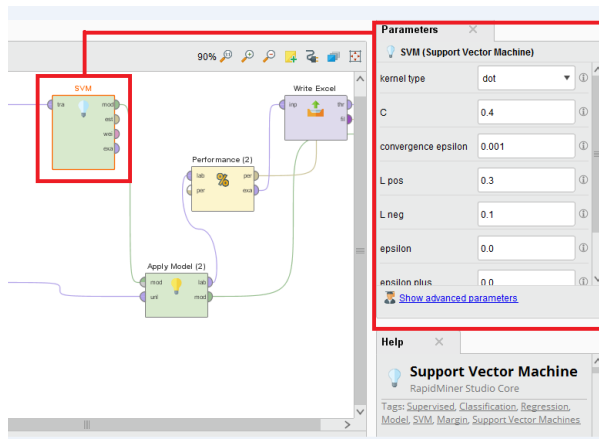 Parameters
90%
SVM (Support Vector Machine)
SVM
tra
mod
est
wei
exa
Write Excel
inp
thr
fil
Performance (2)
lab
per
per
exa
Apply Model (2)
mod
lab
unl
mod
kernel type
dot
C
0.4
convergence epsilon
0.001
L pos
0.3
L neg
0.1
epsilon
0.0
epsilon plus
0.0
Show advanced parameters
Help
Support Vector Machine
RapidMiner Studio Core
Tags: Supervised, Classification, Regression,
Model, SVM, Margin, Support Vector Machines